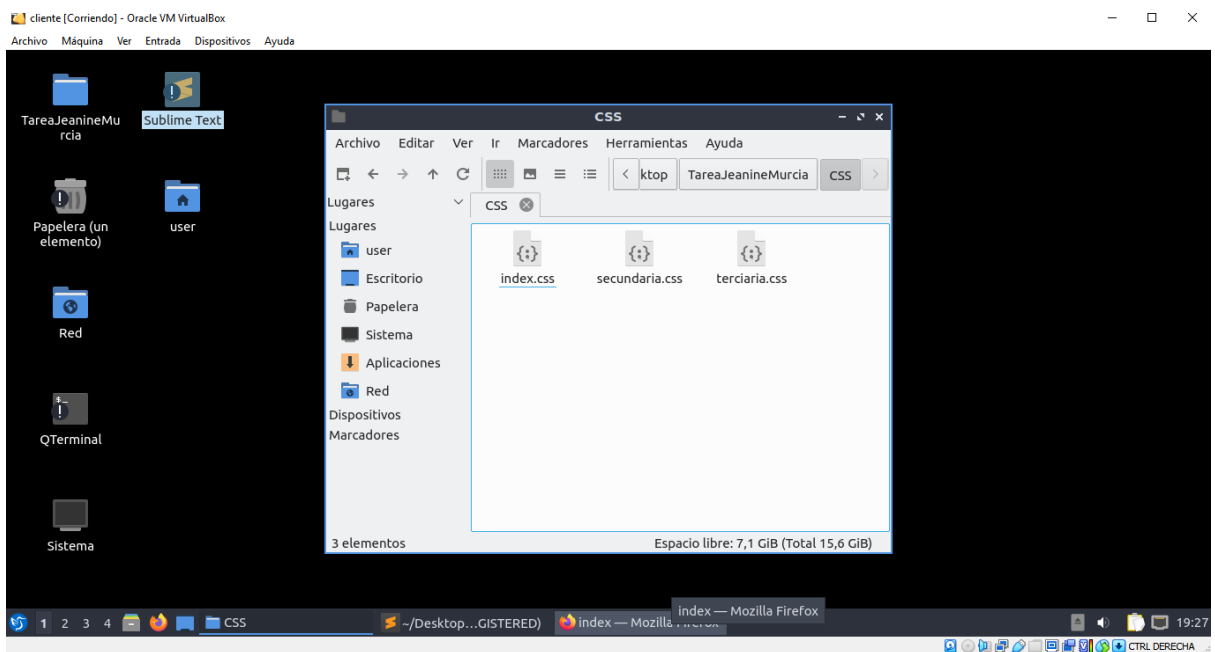 cliente [Corriendo] - Oracle VM VirtualBox
Archivo Máquina Ver Entrada Dispositivos Ayuda
TareaJeanineMu
rcia
Sublime Text
Papelera (un
elemento)
user
Red
QTerminal
Sistema
CSS
Archivo Editar Ver Ir Marcadores Herramientas Ayuda
ktop TareaJeanineMurcia CSS
Lugares
CSS
Lugares
user
Escritorio
Papelera
Sistema
Aplicaciones
Red
Dispositivos
Marcadores
index.css secundaria.css terciaria.css
3 elementos Espacio libre: 7,1 GiB (Total 15,6 GiB)
index — Mozilla Firefox
1 2 3 4 CSS ~/Desktop...GISTERED) index — Mozilla Firefox 19:27
CTRL DERECHA